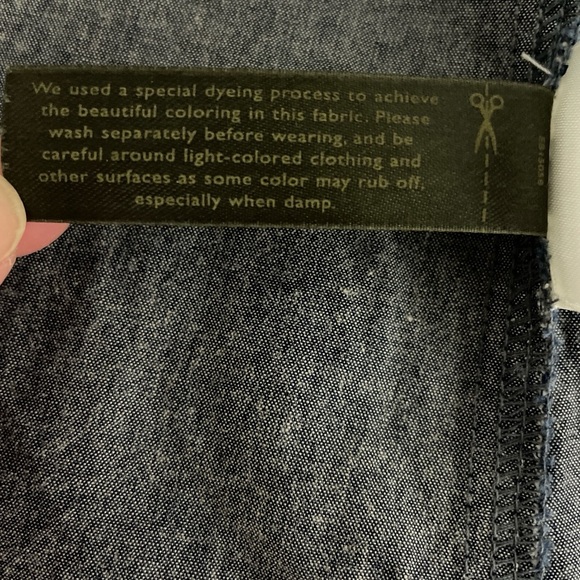 We used a special dyeing process to achieve
the beautiful coloring in this fabric. Please
wash separately before wearing, and be
careful around light-colored clothing and
other surfaces as some color may rub off,
especially when damp.